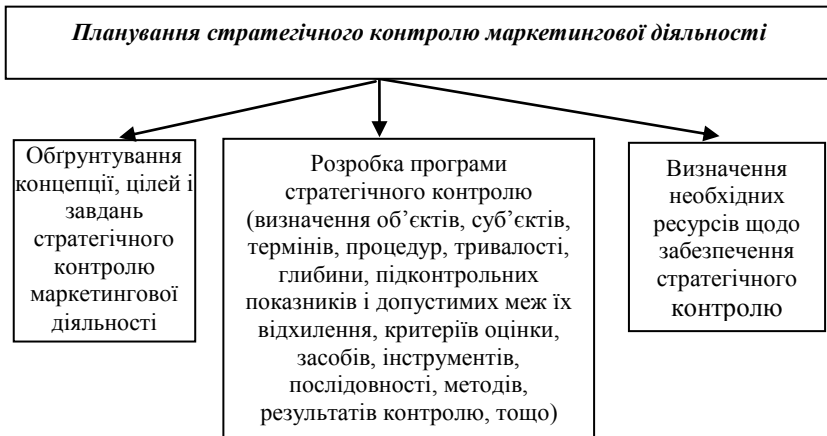 Планування стратегічного контролю маркетингової діяльності
Обґрунтування
концепції, цілей і
завдань
стратегічного
контролю
маркетингової
діяльності
Розробка програми
стратегічного контролю
(визначення об’єктів, суб’єктів,
термінів, процедур, тривалості,
глибини, підконтрольних
показників і допустимих меж їх
відхилення, критеріїв оцінки,
засобів, інструментів,
послідовності, методів,
результатів контролю, тощо)
Визначення
необхідних
ресурсів щодо
забезпечення
стратегічного
контролю